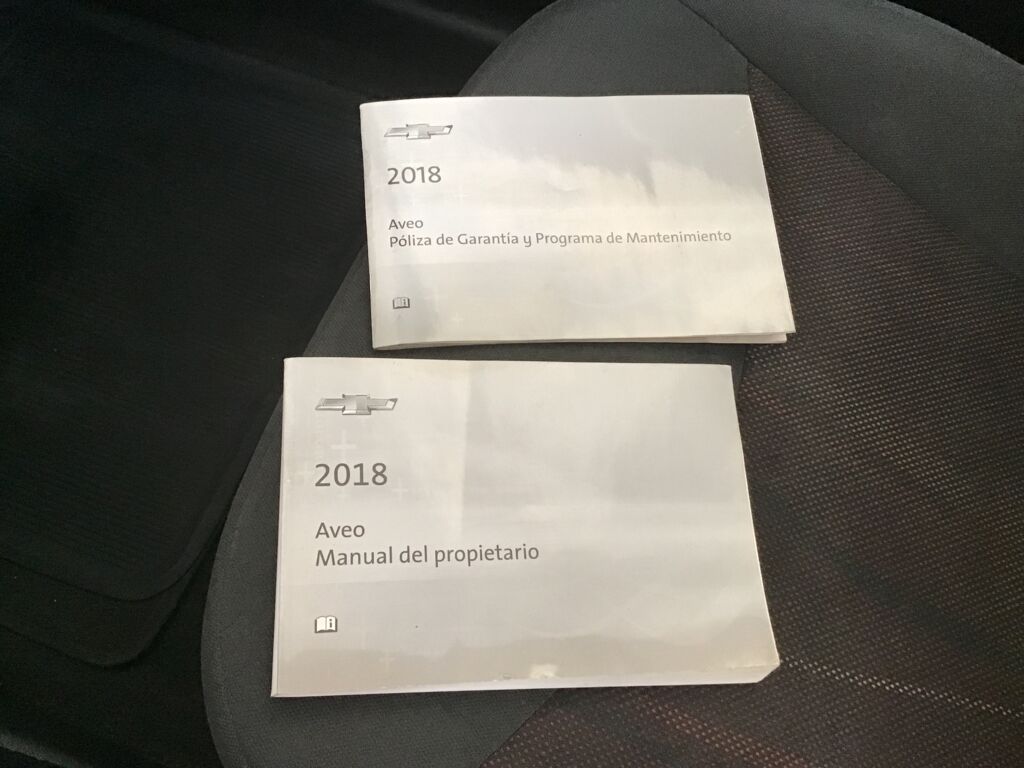 2018
Aveo
Póliza de Garantía y Programa de Mantenimiento
2018
Aveo
Manual del propietario